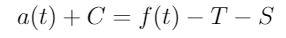 a(t) + C = f(t) − T − S